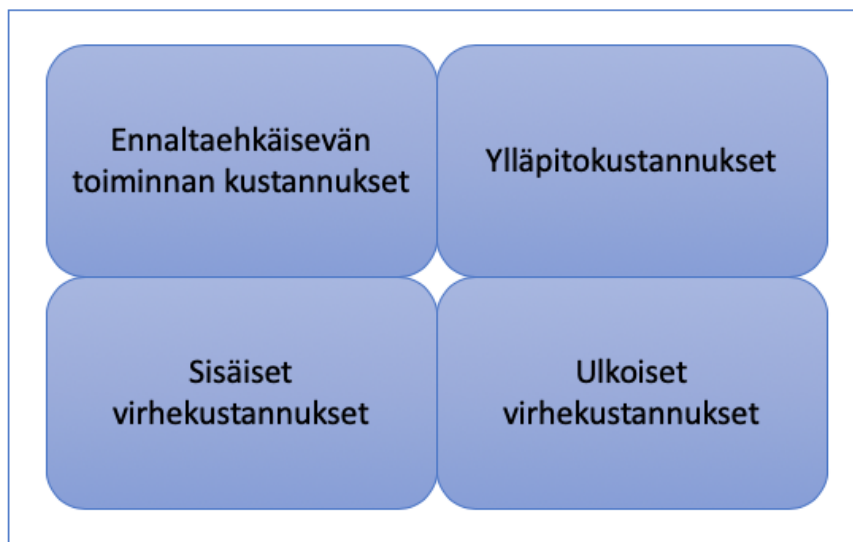 Ennaltaehkäisevän
toiminnan kustannukset
Ylläpitokustannukset
Sisäiset
virhekustannukset
Ulkoiset
virhekustannukset